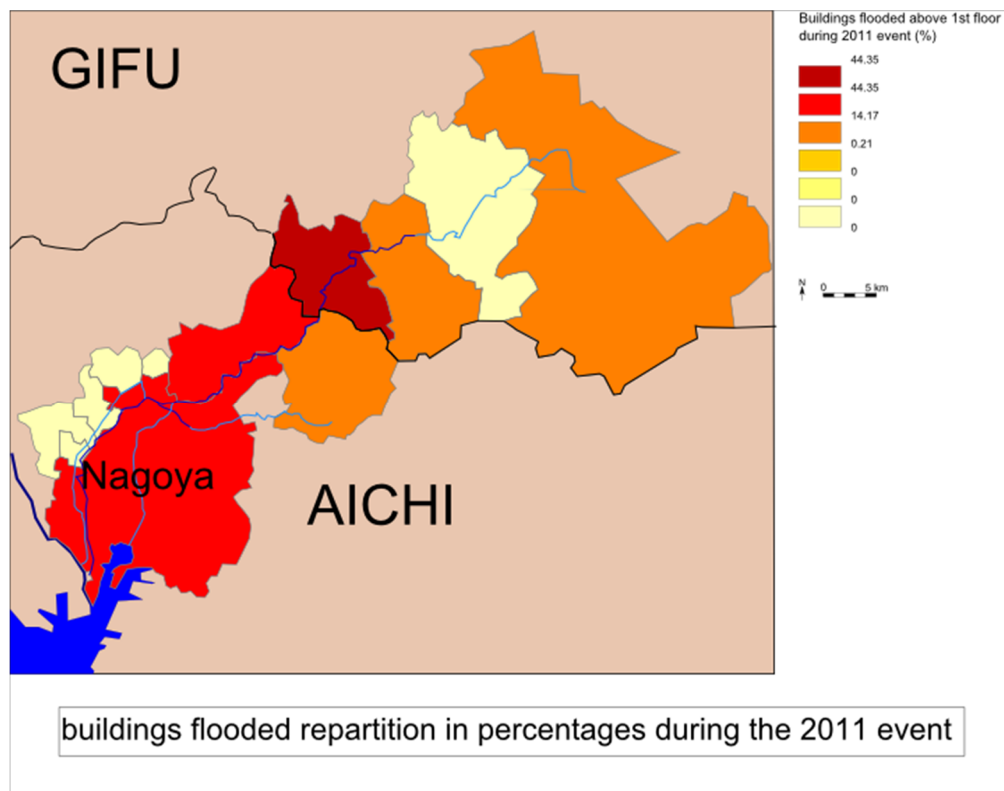 Buildings flooded above 1st floor
during 2011 event (%)
44.35
44.35
14.17
0.21
0
0
0
GIFU
N
0 5 km
Nagoya
AICHI
buildings flooded repartition in percentages during the 2011 event